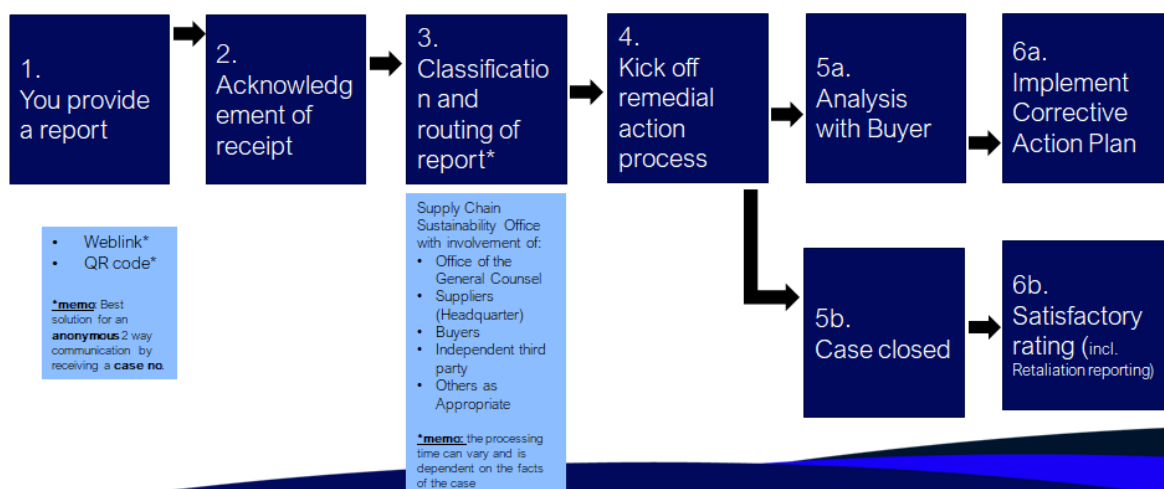 1.
You provide
a report
2.
Acknowledg
ement of
receipt
3.
Classificatio
n and
routing of
report*
4.
Kick off
remedial
action
process
5a.
Analysis
with Buyer
6a.
Implement
Corrective
Action Plan
• Weblink*
• QR code*
*memo: Best
solution for an
anonymous 2 way
communication by
receiving a case no.
Supply Chain
Sustainability Office
with involvement of:
• Office of the
General Counsel
• Suppliers
(Headquarter)
• Buyers
• Independent third
party
• Others as
Appropriate
*memo: the processing
time can vary and is
dependent on the facts
of the case
5b.
Case closed
6b.
Satisfactory
rating (incl.
Retaliation reporting)